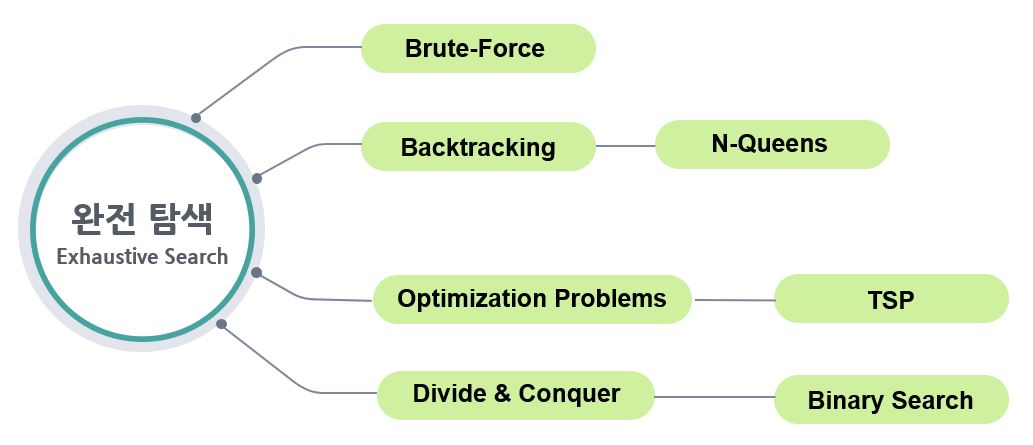 완전 탐색
Exhaustive Search
Brute-Force
Backtracking
N-Queens
Optimization Problems
TSP
Divide & Conquer
Binary Search